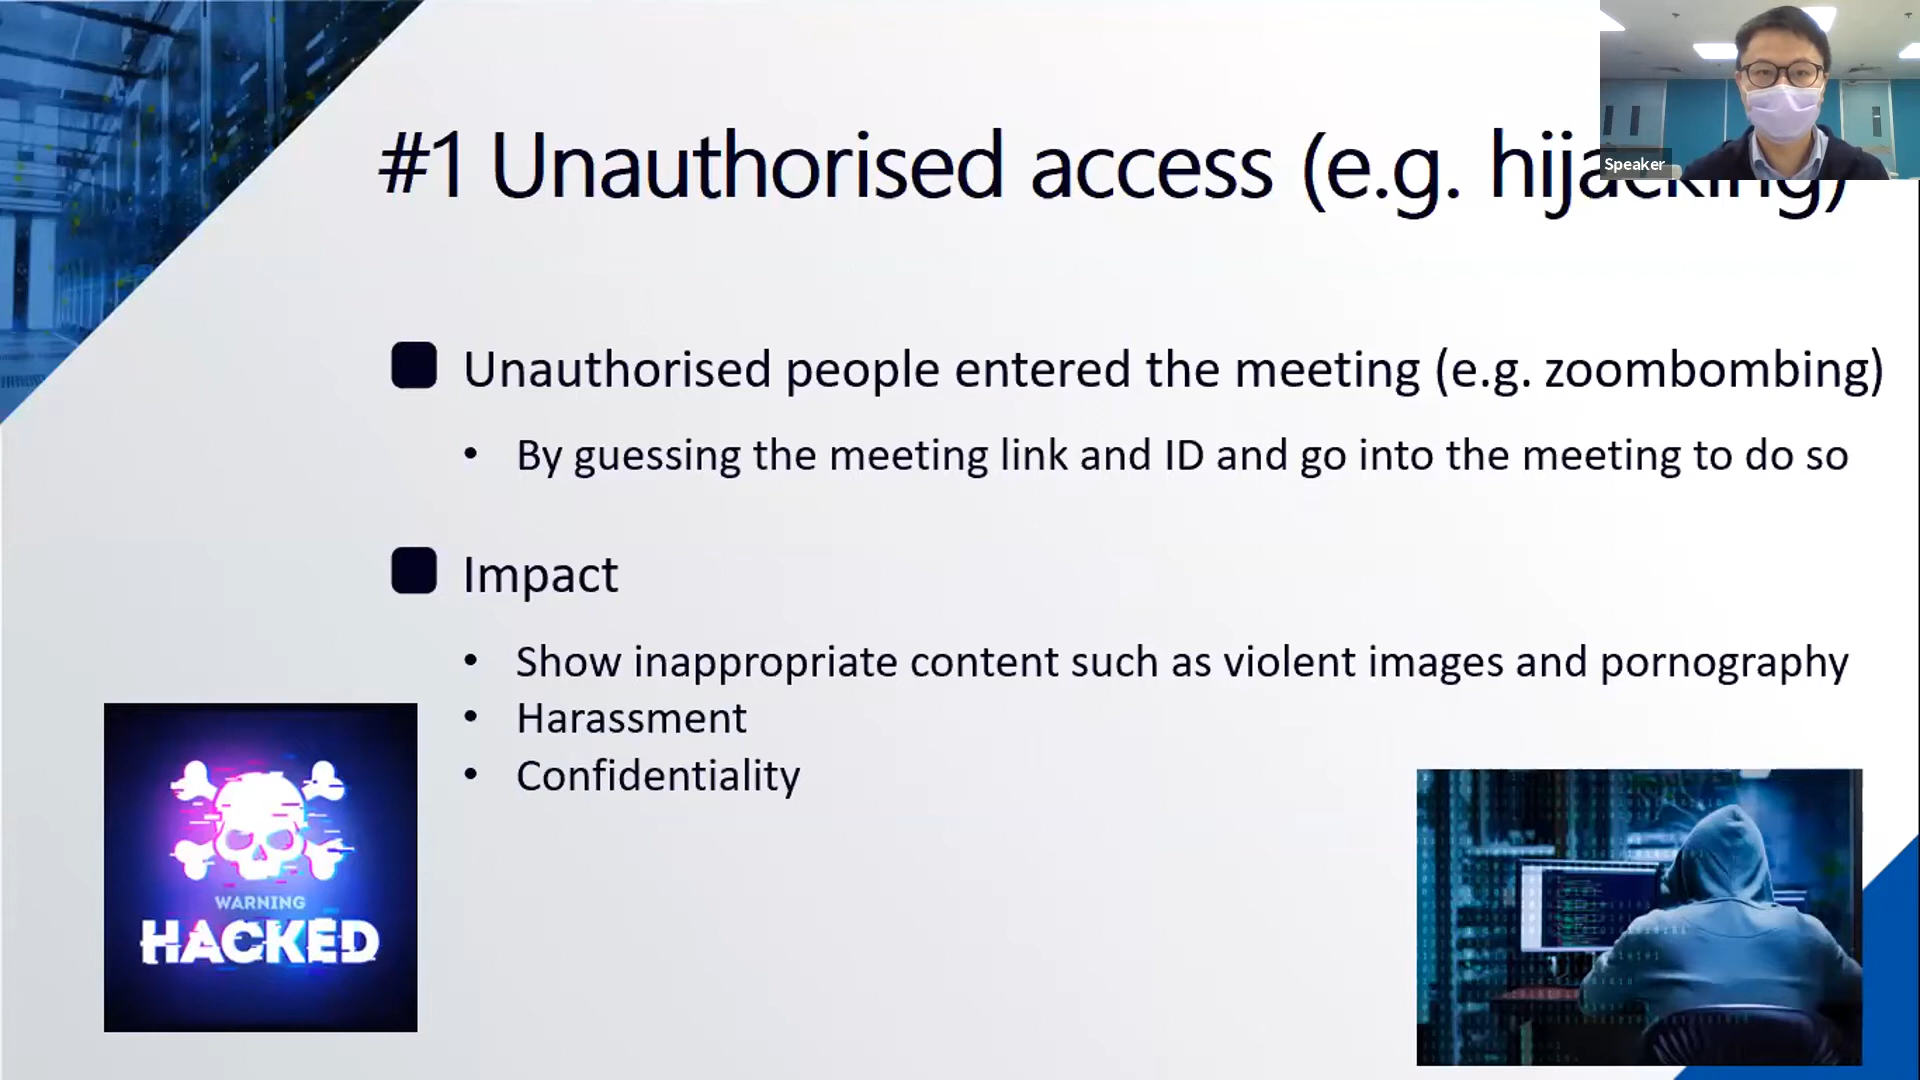 #1 Unauthorised access (e.g. hijacking)
Speaker
Unauthorised people entered the meeting (e.g. zoombombing)
• By guessing the meeting link and ID and go into the meeting to do so
Impact
• Show inappropriate content such as violent images and pornography
• Harassment
• Confidentiality
WARNING
HACKED